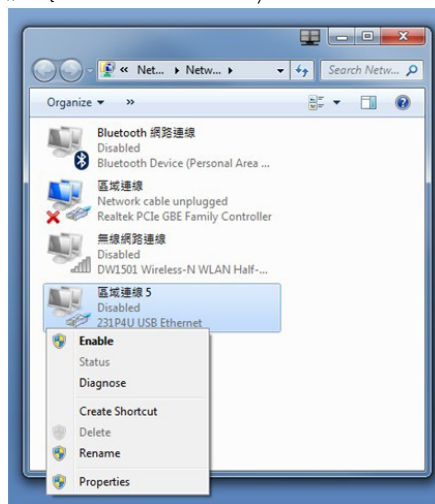 « Net... ▸ Netw... ▸
Search Netw...
Organize ▾ »
Bluetooth 網路連線
Disabled
Bluetooth Device (Personal Area ...
區域連線
Network cable unplugged
Realtek PCIe GBE Family Controller
無線網路連線
Disabled
DW1501 Wireless-N WLAN Half-...
區域連線 5
Disabled
231P4U USB Ethernet
Enable
Status
Diagnose
Create Shortcut
Delete
Rename
Properties